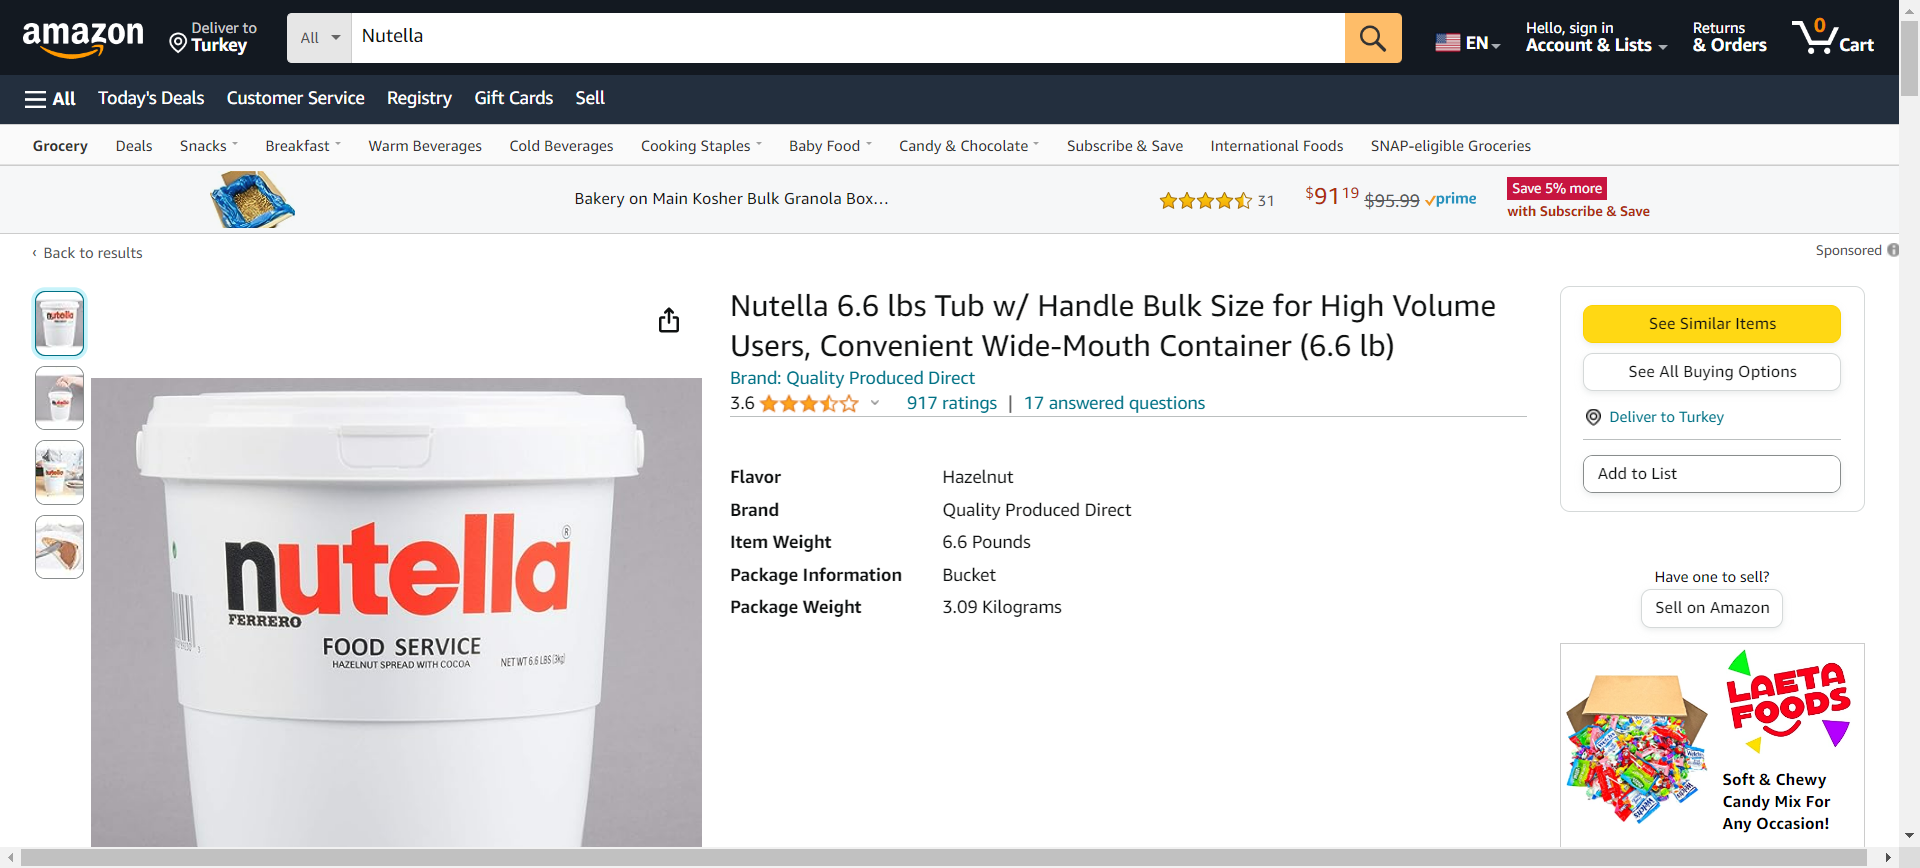 amazon
Deliver to
Turkey
All
Nutella
EN
Hello, sign in
Account & Lists
Returns
& Orders
0
Cart
All
Today's Deals
Customer Service
Registry
Gift Cards
Sell
Grocery
Deals
Snacks
Breakfast
Warm Beverages
Cold Beverages
Cooking Staples
Baby Food
Candy & Chocolate
Subscribe & Save
International Foods
SNAP-eligible Groceries
Bakery on Main Kosher Bulk Granola Box…
31
$91 19 $95.99 prime
Save 5% more
with Subscribe & Save
‹ Back to results
Sponsored
Nutella 6.6 lbs Tub w/ Handle Bulk Size for High Volume
Users, Convenient Wide-Mouth Container (6.6 lb)
Brand: Quality Produced Direct
3.6
917 ratings | 17 answered questions
Flavor Hazelnut
Brand Quality Produced Direct
Item Weight 6.6 Pounds
Package Information Bucket
Package Weight 3.09 Kilograms
nutella®
FERRERO
FOOD SERVICE
HAZELNUT SPREAD WITH COCOA
NET WT 6.6 LBS (3kg)
See Similar Items
See All Buying Options
Deliver to Turkey
Add to List
Have one to sell?
Sell on Amazon
LAETA
FOODS
Soft & Chewy
Candy Mix For
Any Occasion!